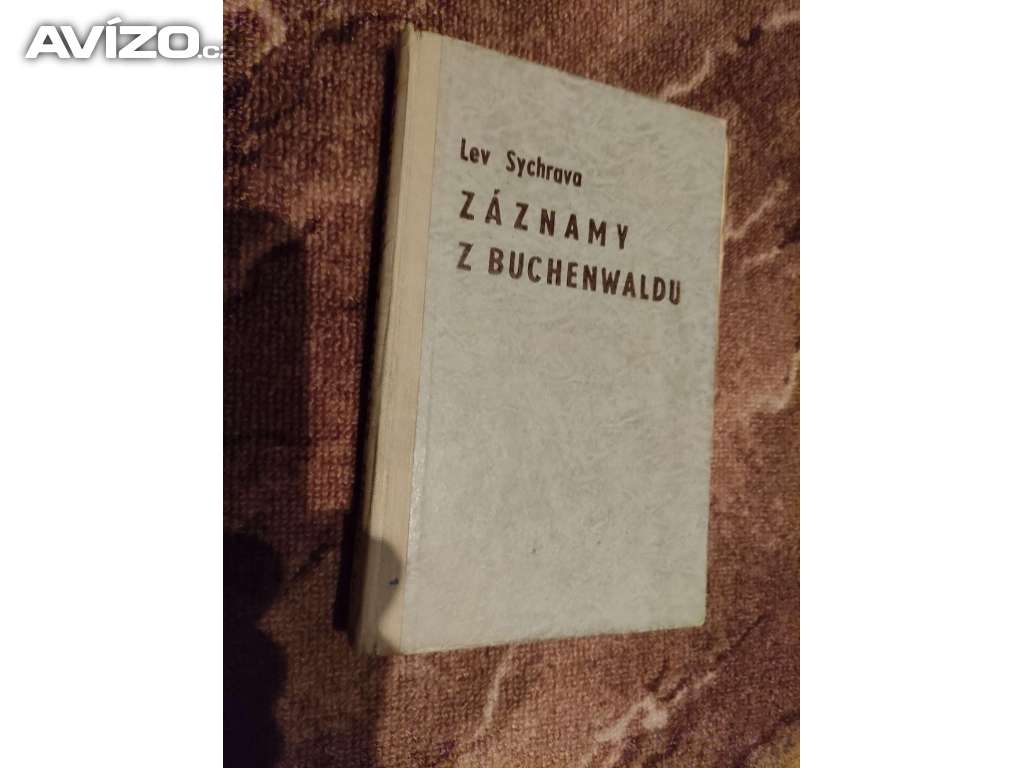 AVÍZO.cz
Lev Sychrava
ZÁZNAMY
Z BUCHENWALDU